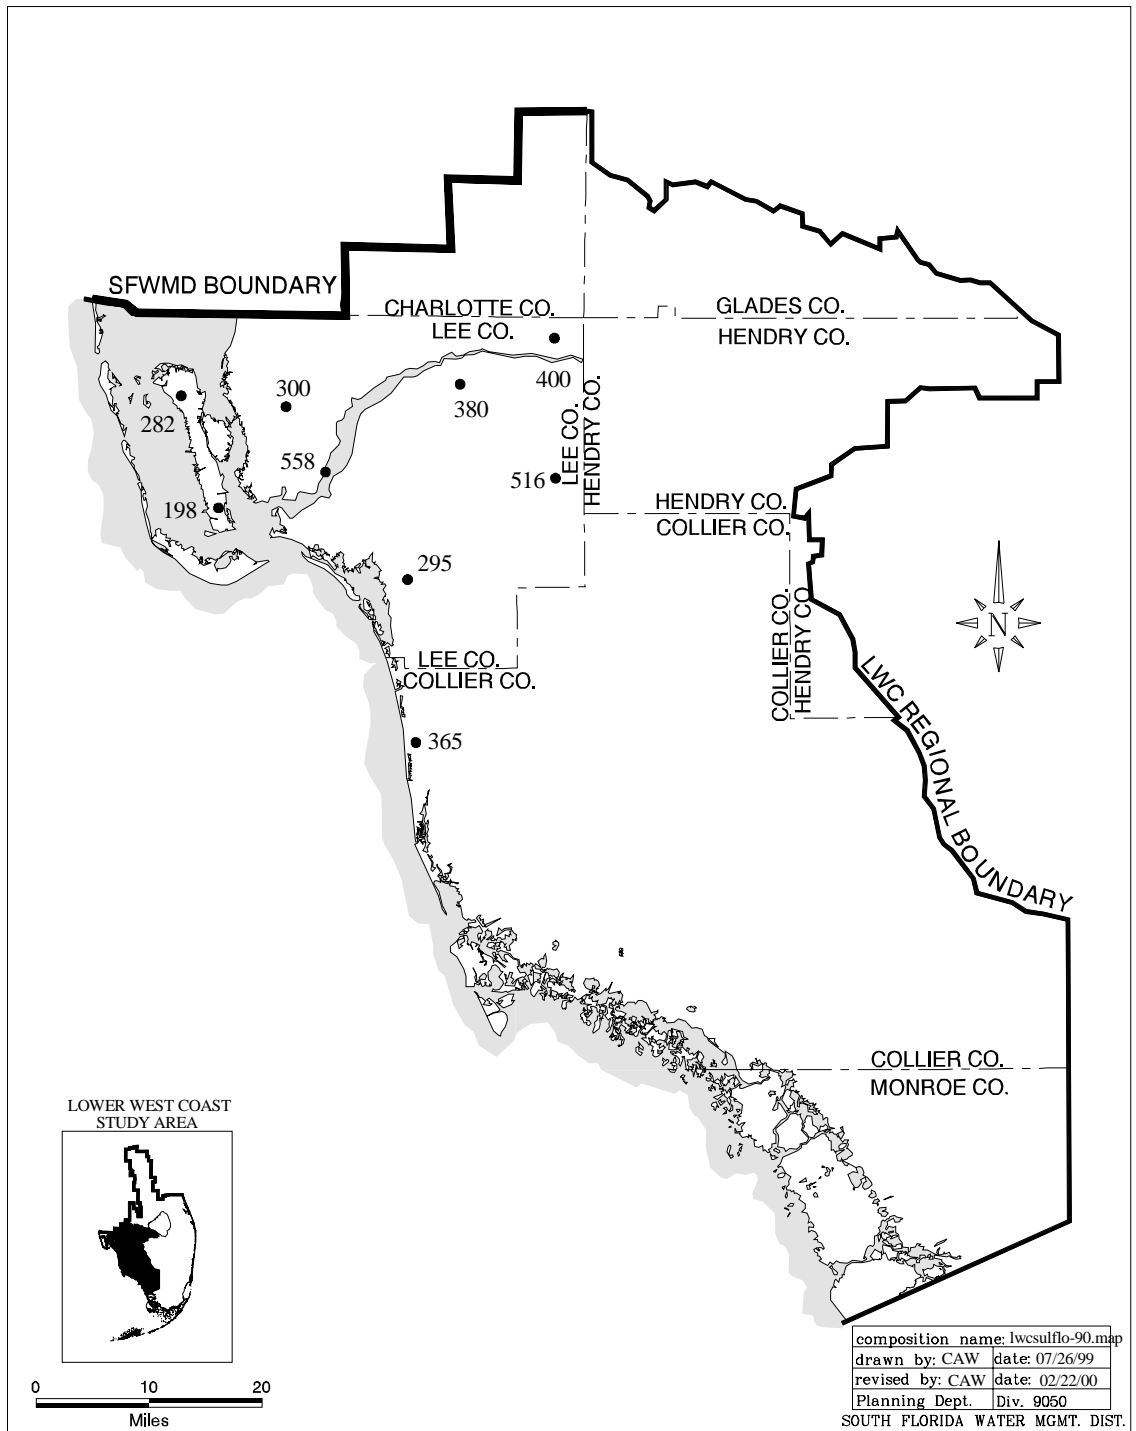 SFWMD BOUNDARY
CHARLOTTE CO.
LEE CO.
GLADES CO.
HENDRY CO.
300
400
380
282
LEE CO.
HENDRY CO.
558
516
198
HENDRY CO.
COLLIER CO.
295
N
COLLIER CO.
HENDRY CO.
LEE CO.
COLLIER CO.
LWC REGIONAL BOUNDARY
365
COLLIER CO.
MONROE CO.
LOWER WEST COAST
STUDY AREA
0 10 20
Miles
composition name: lwcsulflo-90.map
drawn by: CAW date: 07/26/99
revised by: CAW date: 02/22/00
Planning Dept. Div. 9050
SOUTH FLORIDA WATER MGMT. DIST.